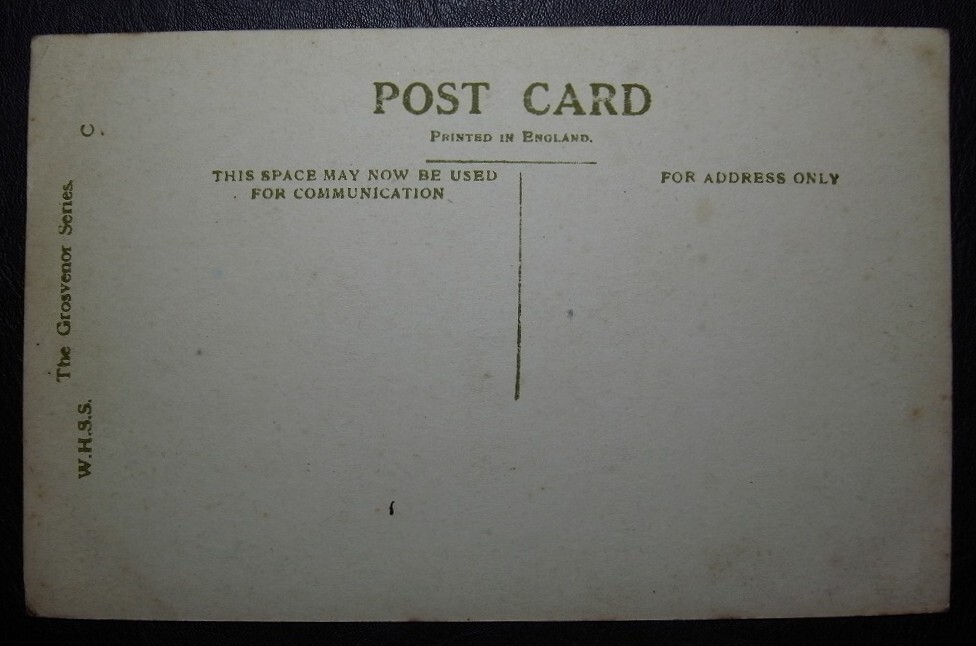 POST CARD
PRINTED IN ENGLAND.
THIS SPACE MAY NOW BE USED
FOR COMMUNICATION
FOR ADDRESS ONLY
W.H.S.S. The Grosvenor Series. C.